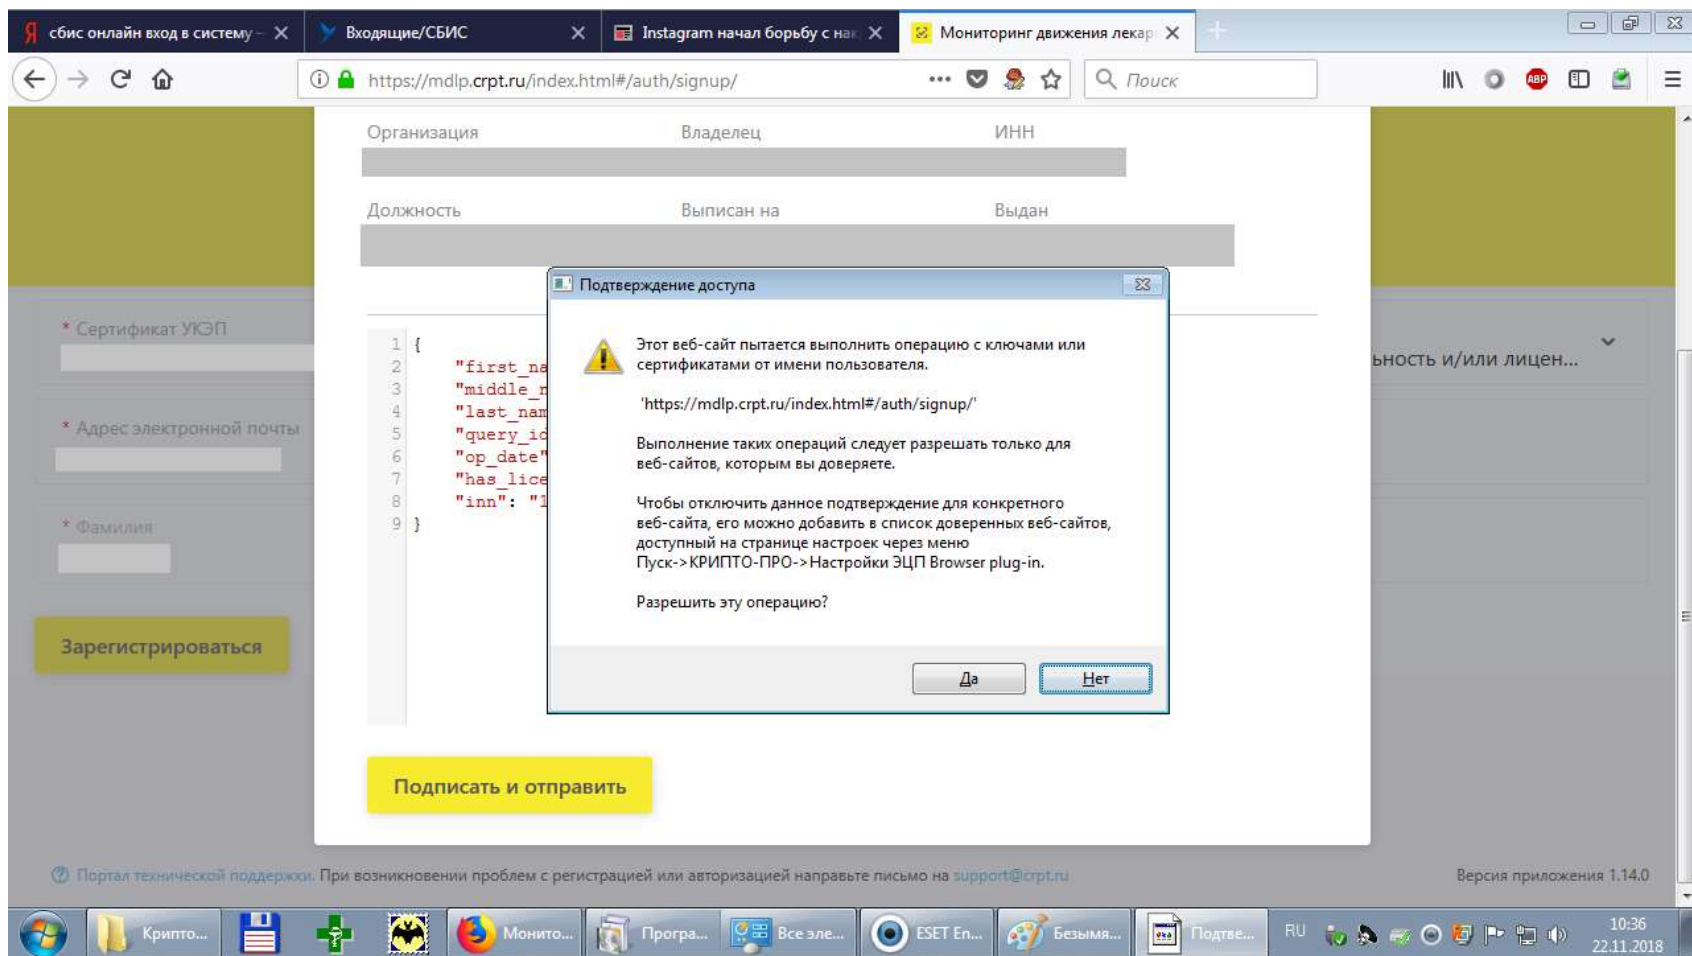 сбис онлайн вход в систему –
Входящие/СБИС
Instagram начал борьбу с нак
Мониторинг движения лекар
https://mdlp.crpt.ru/index.html#/auth/signup/
Поиск
ABP
Организация Владелец ИНН
Должность Выписан на Выдан
* Сертификат УКЭП
* Адрес электронной почты
* Фамилия
Зарегистрироваться
ьность и/или лицен...
1 {
2 "first_na
3 "middle_n
4 "last_nam
5 "query_id
6 "op_date"
7 "has_lice
8 "inn": "1
9 }
Подтверждение доступа
Этот веб-сайт пытается выполнить операцию с ключами или
сертификатами от имени пользователя.
'https://mdlp.crpt.ru/index.html#/auth/signup/'
Выполнение таких операций следует разрешать только для
веб-сайтов, которым вы доверяете.
Чтобы отключить данное подтверждение для конкретного
веб-сайта, его можно добавить в список доверенных веб-сайтов,
доступный на странице настроек через меню
Пуск->КРИПТО-ПРО->Настройки ЭЦП Browser plug-in.
Разрешить эту операцию?
Да Нет
Подписать и отправить
Портал технической поддержки. При возникновении проблем с регистрацией или авторизацией направьте письмо на support@crpt.ru
Версия приложения 1.14.0
Крипто... Монито... Програ... Все эле... ESET En... Безымя... Подтве... RU
10:36
22.11.2018